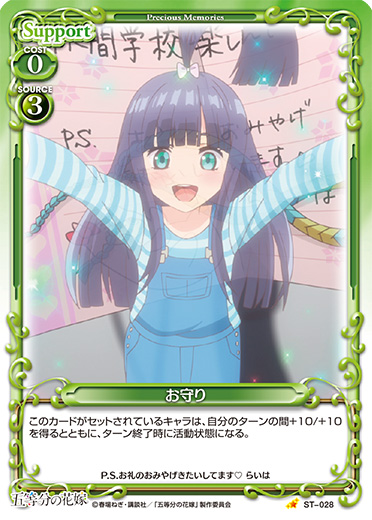 Precious Memories
Support
COST
0
SOURCE
3
間学校 楽し
P.S.
みやげ
ます
は
お守り
このカードがセットされているキャラは、自分のターンの間+10/+10
を得るとともに、ターン終了時に活動状態になる。
P.S.お礼のおみやげきたいしてます♡ らいは
五等分の花嫁
©春場ねぎ・講談社／「五等分の花嫁」製作委員会
ST-028